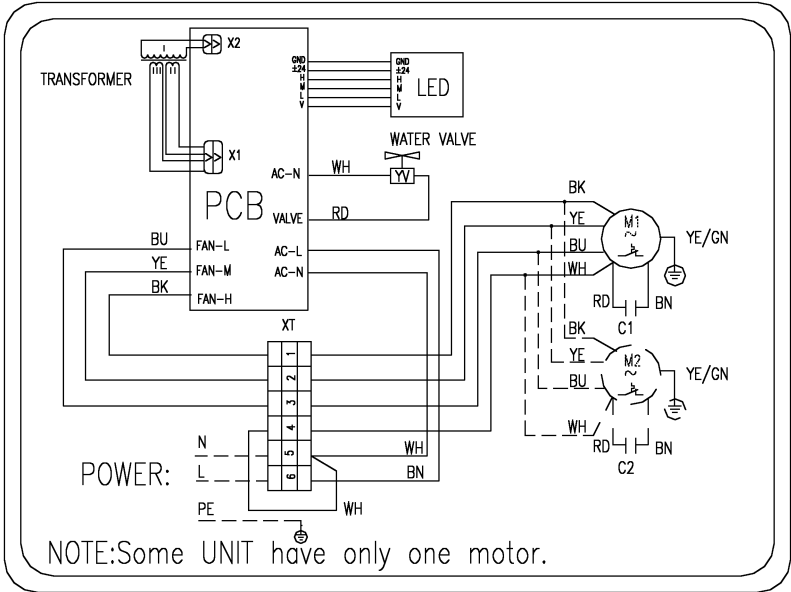 X2
I
TRANSFORMER
III II
X1
GND
±24
H
M
L
V
GND
±24
H
M
L
V
LED
WATER VALVE
YV
AC-N
WH
PCB
VALVE
RD
BU
FAN-L
AC-L
YE
FAN-M
AC-N
BK
FAN-H
BK
YE
BU
WH
M1
~
YE/GN
RD
BN
C1
BK
YE
BU
WH
M2
~
YE/GN
RD
BN
C2
XT
1
2
3
4
5
6
N
L
PE
POWER:
WH
BN
WH
NOTE:Some UNIT have only one motor.